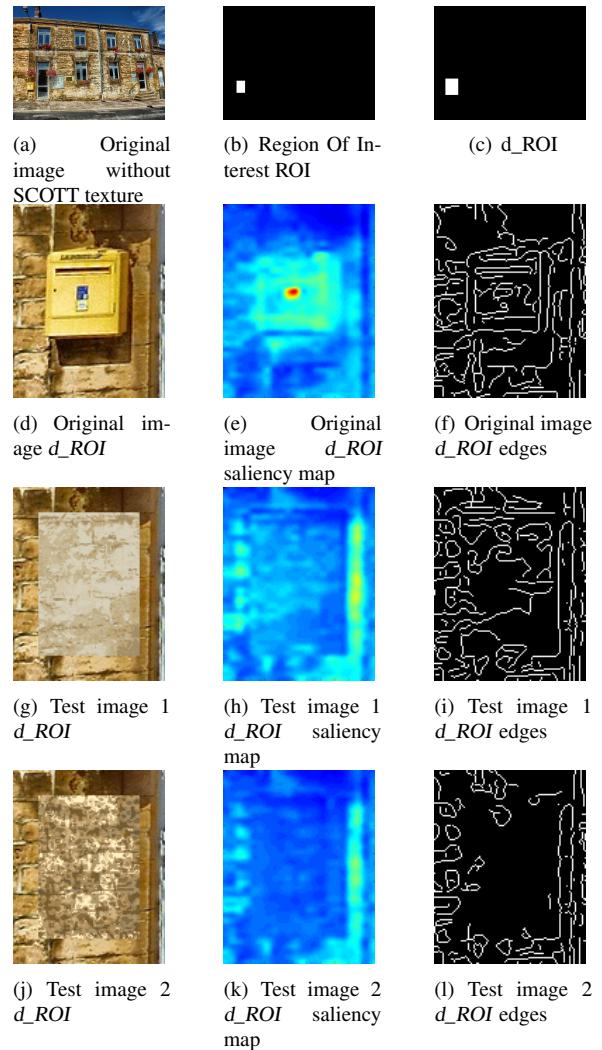 (a) Original
image without
SCOTT texture
(b) Region Of In-
terest ROI
(c) d_ROI
(d) Original im-
age d_ROI
(e) Original
image d_ROI
saliency map
(f) Original image
d_ROI edges
(g) Test image 1
d_ROI
(h) Test image 1
d_ROI saliency
map
(i) Test image 1
d_ROI edges
(j) Test image 2
d_ROI
(k) Test image 2
d_ROI saliency
map
(l) Test image 2
d_ROI edges